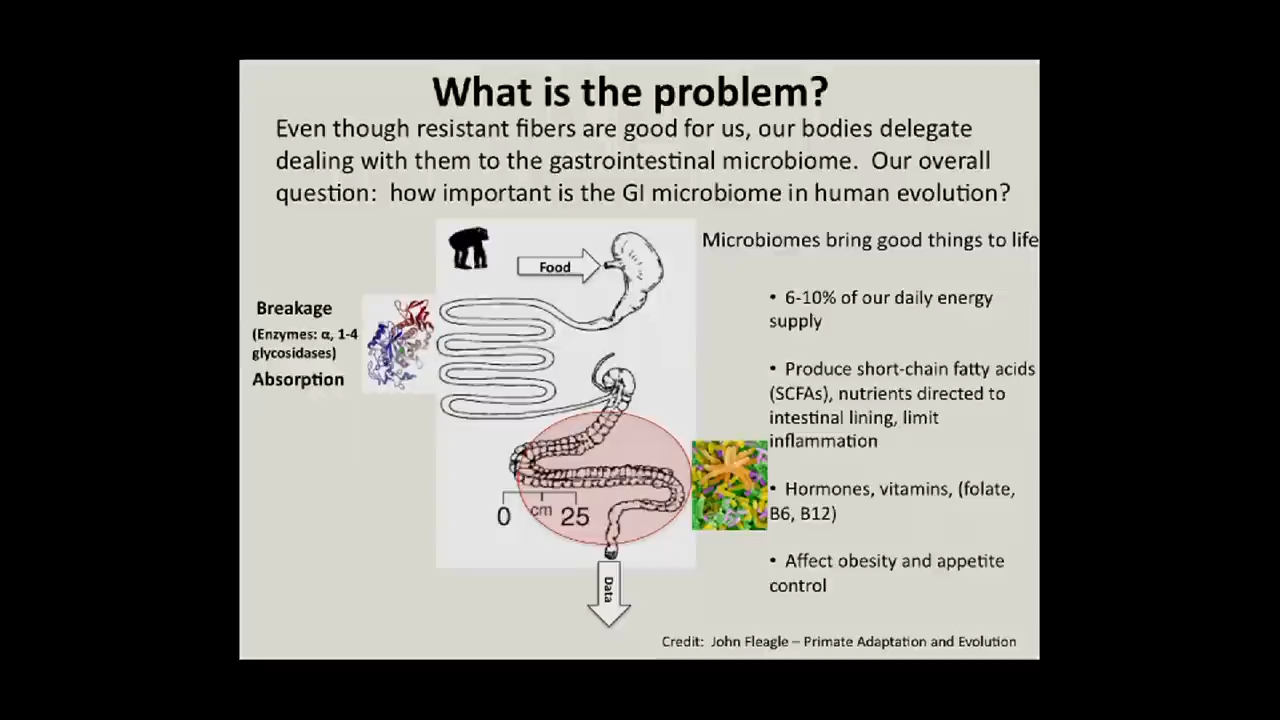 What is the problem?
Even though resistant fibers are good for us, our bodies delegate
dealing with them to the gastrointestinal microbiome.  Our overall
question:  how important is the GI microbiome in human evolution?
Food
Breakage
(Enzymes: α, 1-4
glycosidases)
Absorption
0 cm 25
Data
Microbiomes bring good things to life
• 6-10% of our daily energy
supply
• Produce short-chain fatty acids
(SCFAs), nutrients directed to
intestinal lining, limit
inflammation
• Hormones, vitamins, (folate,
B6, B12)
• Affect obesity and appetite
control
Credit:  John Fleagle – Primate Adaptation and Evolution